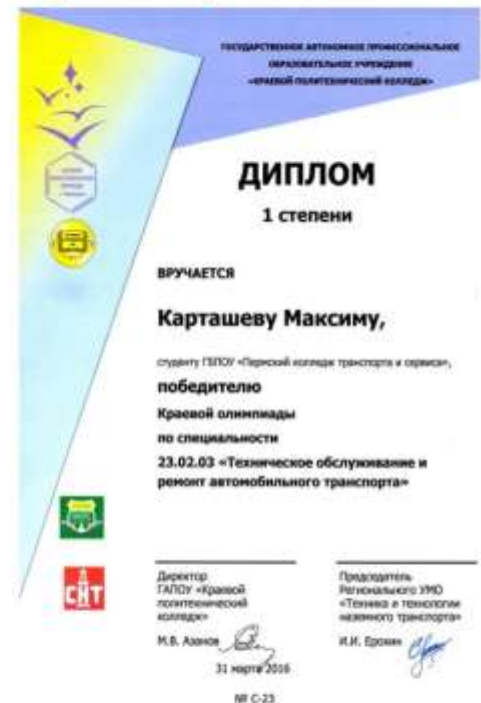 ГОСУДАРСТВЕННОЕ АВТОНОМНОЕ ПРОФЕССИОНАЛЬНОЕ
ОБРАЗОВАТЕЛЬНОЕ УЧРЕЖДЕНИЕ
«КРАЕВОЙ ПОЛИТЕХНИЧЕСКИЙ КОЛЛЕДЖ»
ДИПЛОМ
1 степени
ВРУЧАЕТСЯ
Карташеву Максиму,
студенту ГБПОУ «Пермский колледж транспорта и сервиса»,
победителю
Краевой олимпиады
по специальности
23.02.03 «Техническое обслуживание и
ремонт автомобильного транспорта»
Директор
ГАПОУ «Краевой
политехнический
колледж»
М.В. Азанов
Председатель
Регионального УМО
«Техника и технологии
наземного транспорта»
И.И. Ерохин
31 марта 2016
№ С-23
СНТ